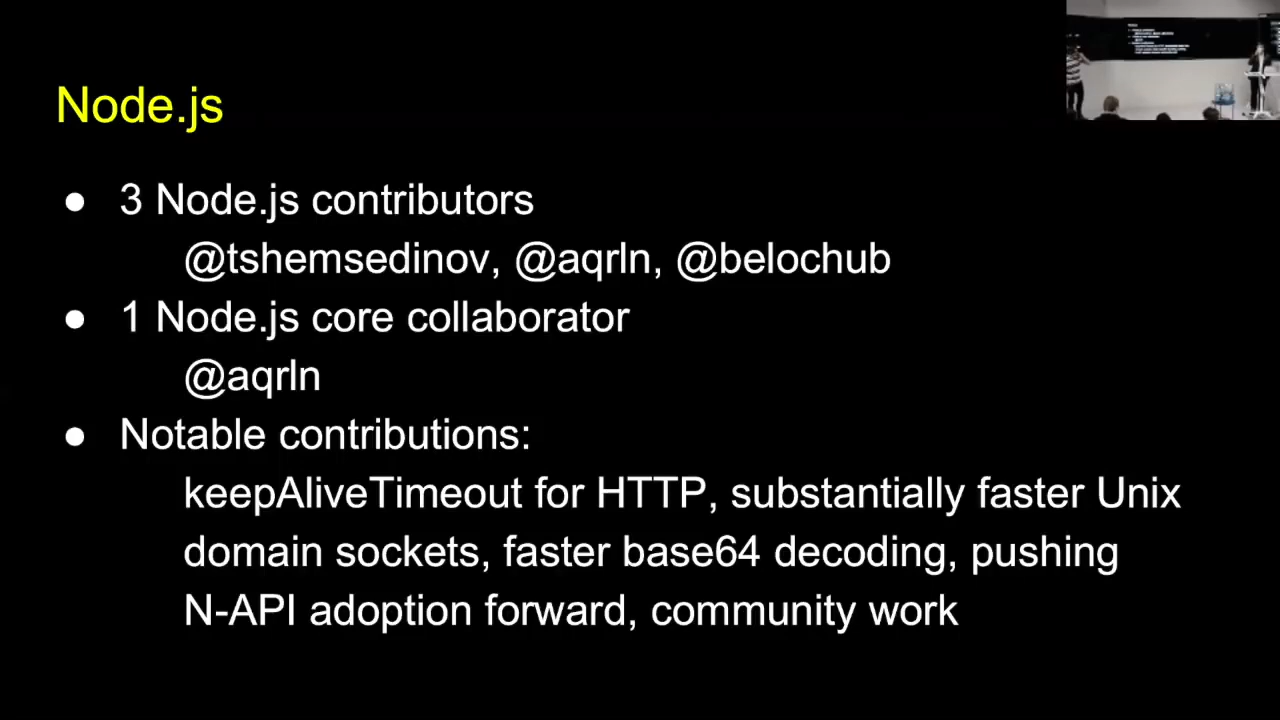 Node.js
● 3 Node.js contributors
@tshemsedinov, @aqrln, @belochub
● 1 Node.js core collaborator
@aqrln
● Notable contributions:
keepAliveTimeout for HTTP, substantially faster Unix
domain sockets, faster base64 decoding, pushing
N-API adoption forward, community work